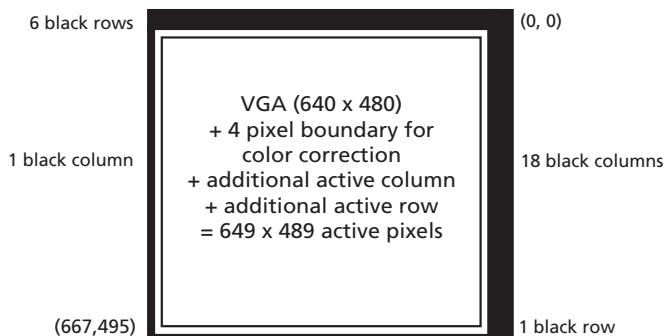 6 black rows
(0, 0)
VGA (640 x 480)
+ 4 pixel boundary for
color correction
+ additional active column
+ additional active row
= 649 x 489 active pixels
1 black column
18 black columns
(667,495)
1 black row